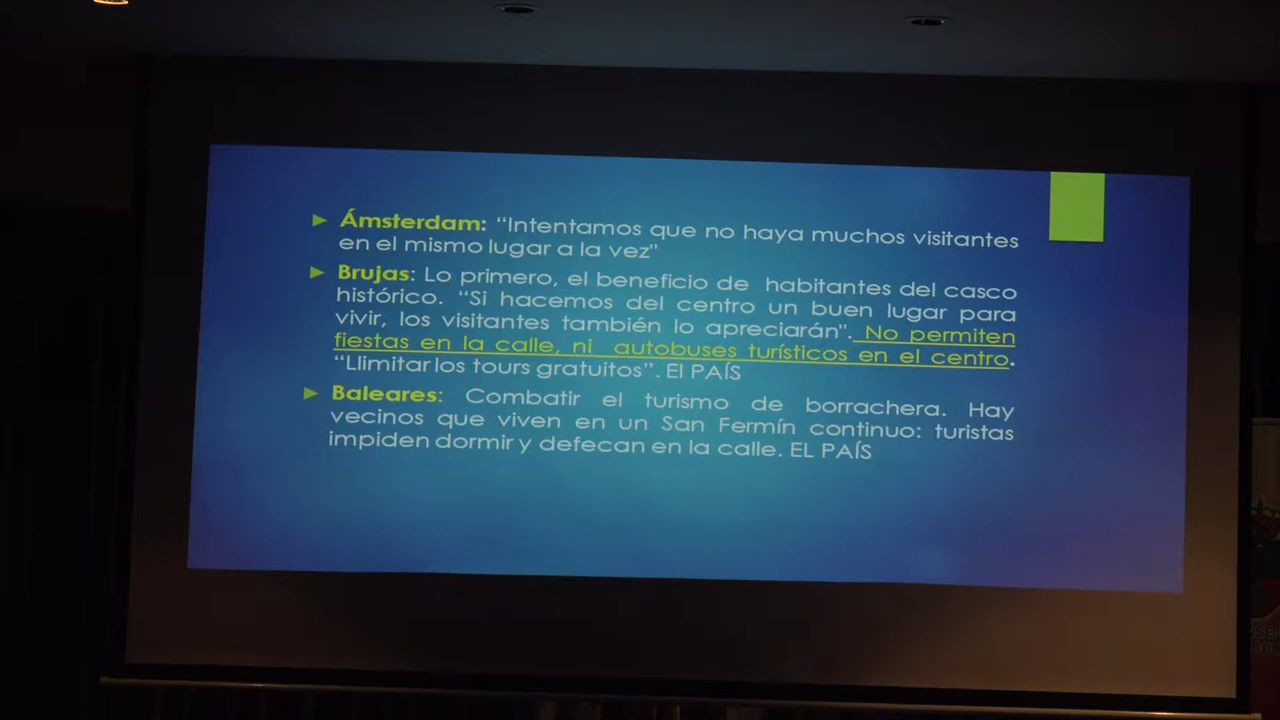 Ámsterdam: “Intentamos que no haya muchos visitantes
en el mismo lugar a la vez"
Brujas: Lo primero, el beneficio de habitantes del casco
histórico. “Si hacemos del centro un buen lugar para
vivir, los visitantes también lo apreciarán". No permiten
fiestas en la calle, ni autobuses turísticos en el centro.
“Llimitar los tours gratuitos”. El PAÍS
Baleares: Combatir el turismo de borrachera. Hay
vecinos que viven en un San Fermín continuo: turistas
impiden dormir y defecan en la calle. EL PAÍS